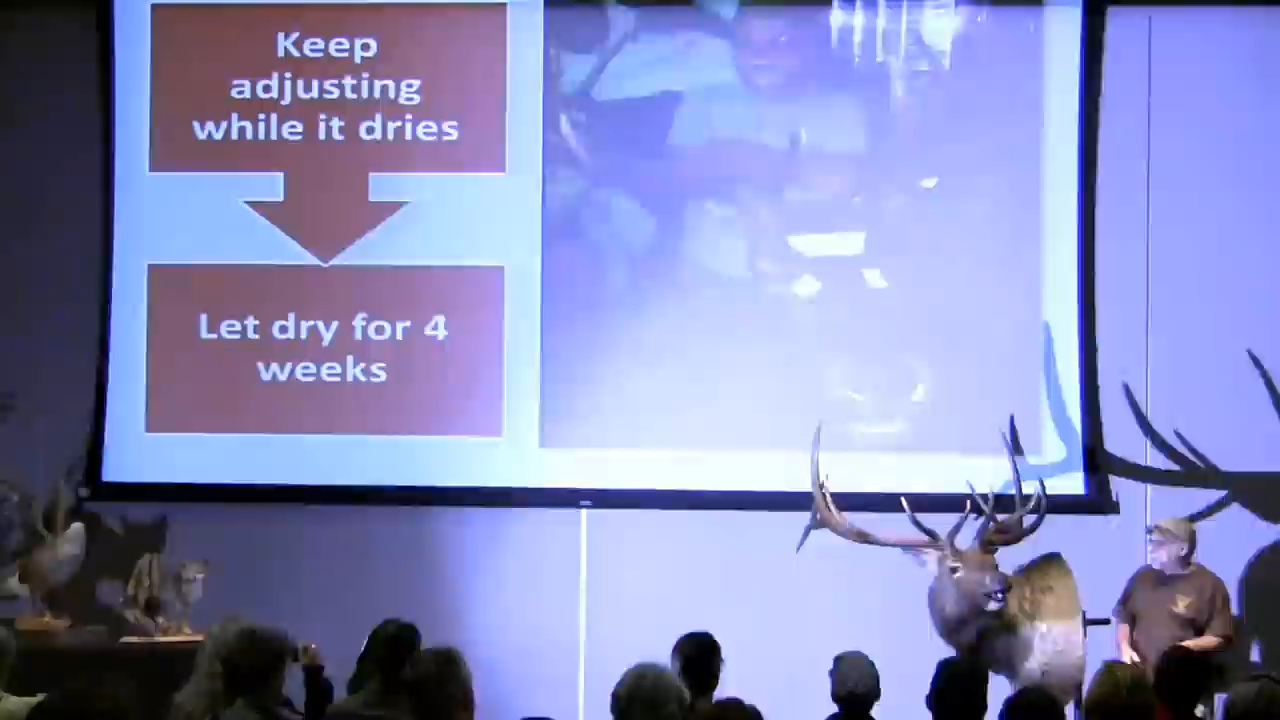 Keep
adjusting
while it dries
Let dry for 4
weeks